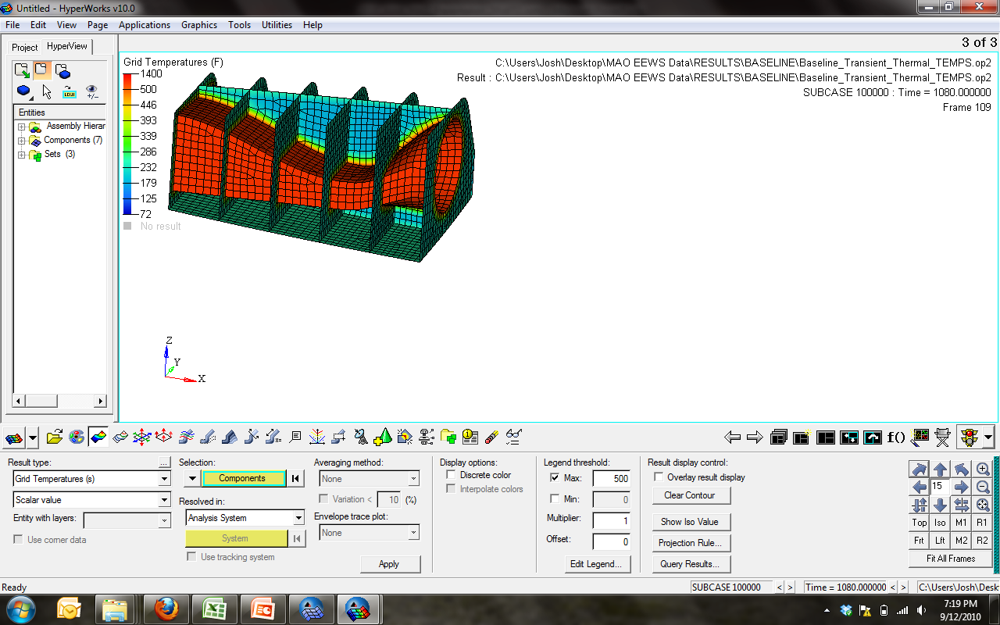 Untitled - HyperWorks v10.0
File Edit View Page Applications Graphics Tools Utilities Help
Project HyperView
3 of 3
Entities
Assembly Hierar
Components (7)
Sets (3)
Grid Temperatures (F)
1400
500
446
393
339
286
232
179
125
72
No result
C:\Users\Josh\Desktop\MAO EEWS Data\RESULTS\BASELINE\Baseline_Transient_Thermal_TEMPS.op2
Result : C:\Users\Josh\Desktop\MAO EEWS Data\RESULTS\BASELINE\Baseline_Transient_Thermal_TEMPS.op2
SUBCASE 100000 : Time = 1080.000000
Frame 109
Z
Y
X
f()
Result type:
...
Grid Temperatures (s)
Scalar value
Entity with layers:
Use corner data
Selection:
Components
Resolved in:
Analysis System
System
Use tracking system
Averaging method:
None
Variation < 10 (%)
Envelope trace plot:
None
Apply
Display options:
Discrete color
Interpolate colors
Legend threshold:
Max: 500
Min: 0
Multiplier: 1
Offset: 0
Edit Legend...
Result display control:
Overlay result display
Clear Contour
Show Iso Value
Projection Rule...
Query Results...
15
Top Iso M1 R1
Frt Lft M2 R2
Fit All Frames
Ready
SUBCASE 100000 < > Time = 1080.000000 < > C:\Users\Josh\Desk
7:19 PM
9/12/2010